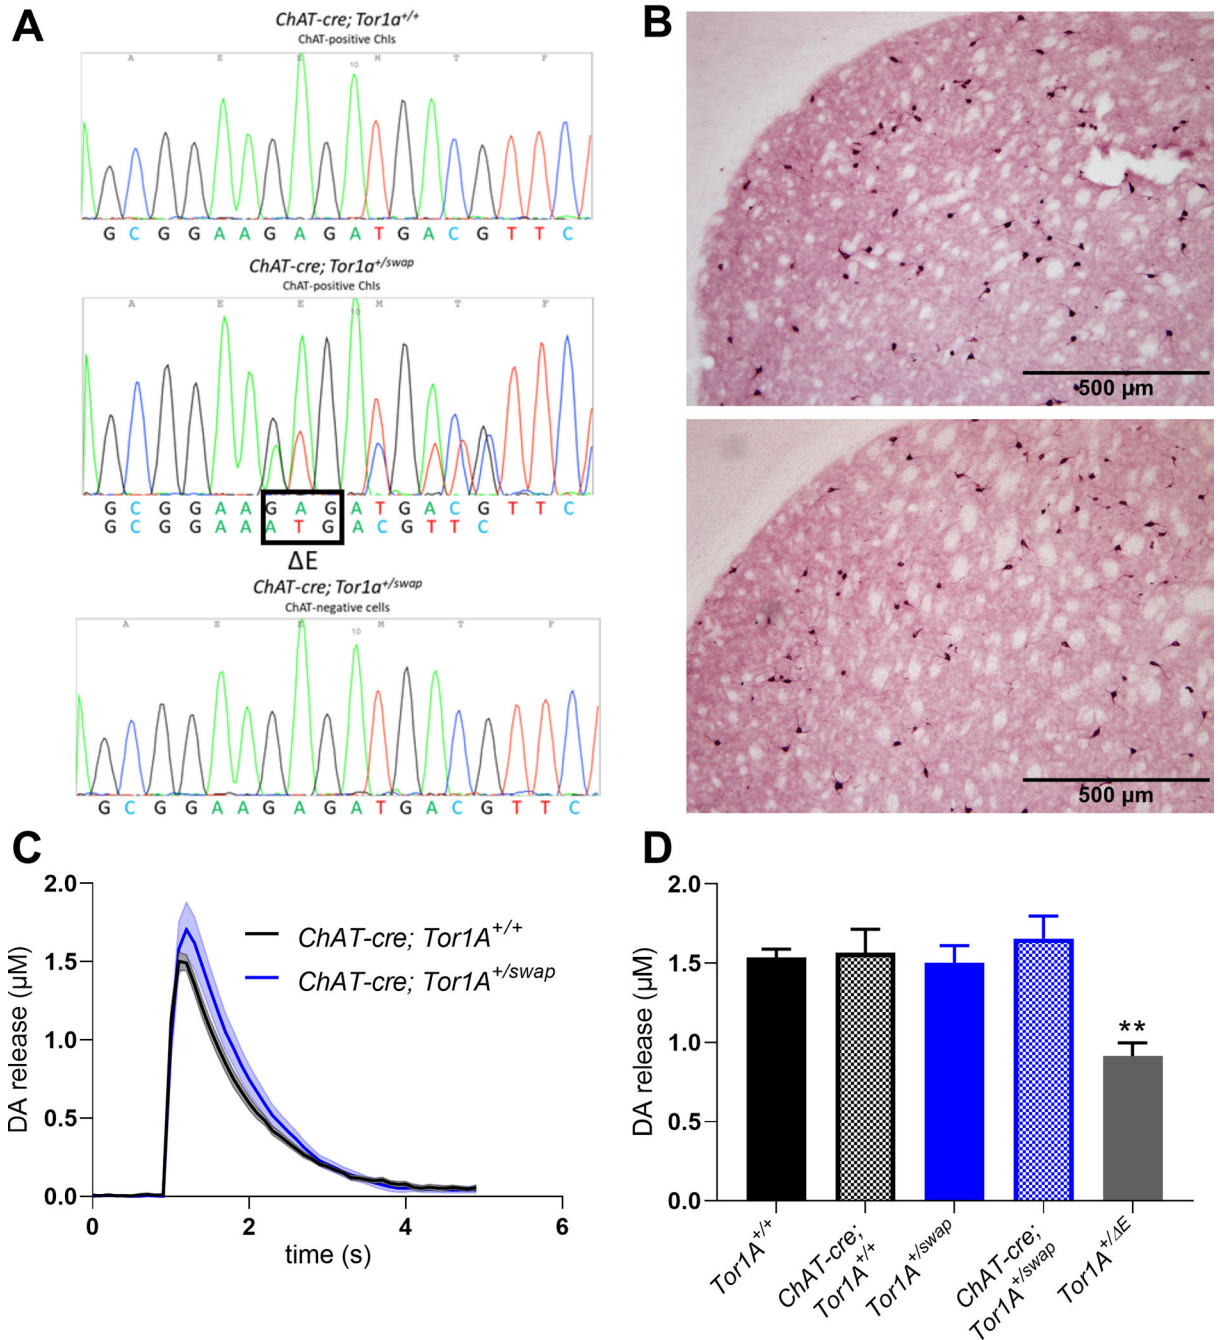 A
ChAT-cre; Tor1a+/+
ChAT-positive ChIs
A E E M T F
10
G C G G A A G A G A T G A C G T T C
ChAT-cre; Tor1a+/swap
ChAT-positive ChIs
A E E M T F
10
G C G G A A G A G A T G A C G T T C
G C G G A A A T G A C G T T C
ΔE
ChAT-cre; Tor1a+/swap
ChAT-negative cells
A E E M T F
10
G C G G A A G A G A T G A C G T T C
B
500 µm
500 µm
C
2.0
1.5
1.0
0.5
0.0
DA release (µM)
ChAT-cre; Tor1A+/+
ChAT-cre; Tor1A+/swap
0 2 4 6
time (s)
D
2.0
1.5
1.0
0.5
0.0
DA release (µM)
**
Tor1A+/+
ChAT-cre;
Tor1A+/+
Tor1A+/swap
ChAT-cre;
Tor1A+/swap
Tor1A+/ΔE